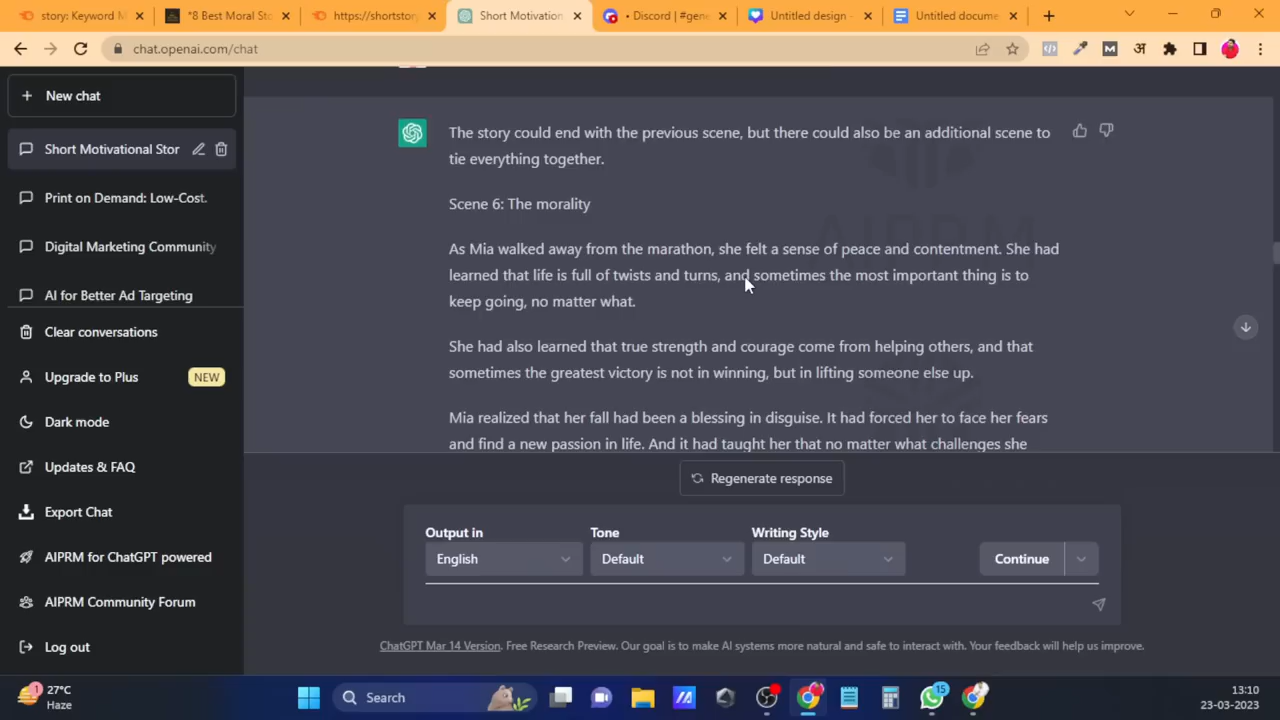 story: Keyword M
*8 Best Moral Sto
https://shortstory
Short Motivation
• Discord | #gene
Untitled design -
Untitled docume
chat.openai.com/chat
New chat
Short Motivational Stor
Print on Demand: Low-Cost.
Digital Marketing Community
AI for Better Ad Targeting
Clear conversations
Upgrade to Plus NEW
Dark mode
Updates & FAQ
Export Chat
AIPRM for ChatGPT powered
AIPRM Community Forum
Log out
AIPRM
The story could end with the previous scene, but there could also be an additional scene to
tie everything together.
Scene 6: The morality
As Mia walked away from the marathon, she felt a sense of peace and contentment. She had
learned that life is full of twists and turns, and sometimes the most important thing is to
keep going, no matter what.
She had also learned that true strength and courage come from helping others, and that
sometimes the greatest victory is not in winning, but in lifting someone else up.
Mia realized that her fall had been a blessing in disguise. It had forced her to face her fears
and find a new passion in life. And it had taught her that no matter what challenges she
Regenerate response
Output in Tone Writing Style
English Default Default Continue
ChatGPT Mar 14 Version. Free Research Preview. Our goal is to make AI systems more natural and safe to interact with. Your feedback will help us improve.
1
27°C
Haze
Search
15
13:10
23-03-2023